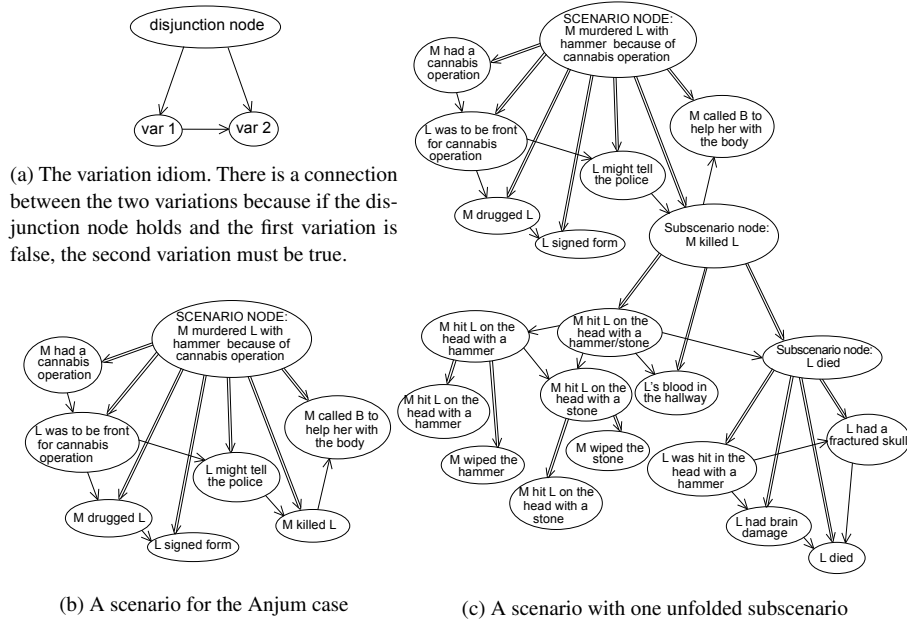 disjunction node
var 1
var 2
(a) The variation idiom. There is a connection
between the two variations because if the dis-
junction node holds and the first variation is
false, the second variation must be true.
SCENARIO NODE:
M murdered L with
hammer because of
cannabis operation
M had a
cannabis
operation
L was to be front
for cannabis
operation
M called B to
help her with
the body
L might tell
the police
M drugged L
L signed form
M killed L
(b) A scenario for the Anjum case
SCENARIO NODE:
M murdered L with
hammer because of
cannabis operation
M had a
cannabis
operation
M called B to
help her with
the body
L was to be front
for cannabis
operation
L might tell
the police
M drugged L
L signed form
Subscenario node:
M killed L
M hit L on the
head with a
hammer
M hit L on the
head with a
hammer/stone
Subscenario node:
L died
M hit L on the
head with a
hammer
M hit L on the
head with a
stone
L's blood in
the hallway
M wiped the
hammer
M wiped the
stone
M hit L on the
head with a
stone
L had a
fractured skull
L was hit in the
head with a
hammer
L had brain
damage
L died
(c) A scenario with one unfolded subscenario